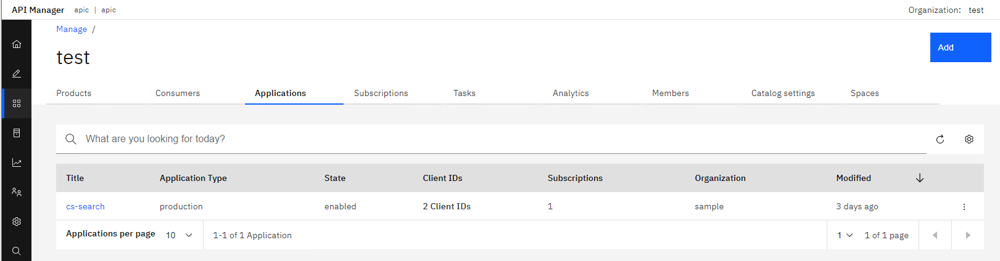 API Manager apic | apic Organization: test
Manage /
test
Add
Products Consumers Applications Subscriptions Tasks Analytics Members Catalog settings Spaces
What are you looking for today?
Title Application Type State Client IDs Subscriptions Organization Modified
cs-search production enabled 2 Client IDs 1 sample 3 days ago
Applications per page 10 1-1 of 1 Application 1 1 of 1 page